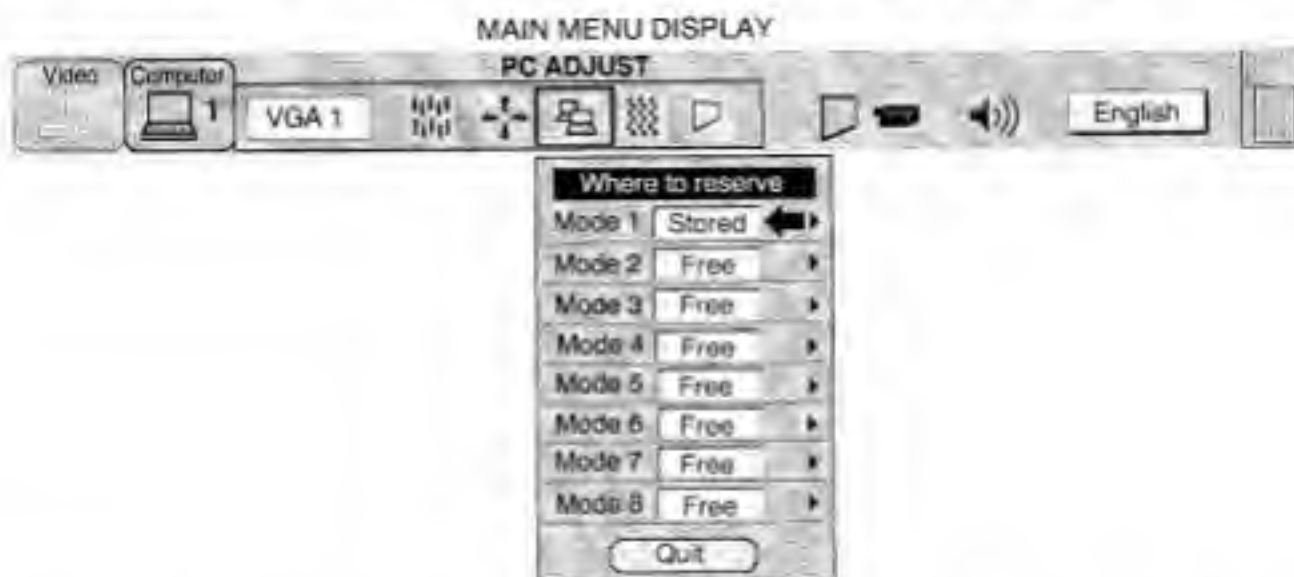 MAIN MENU DISPLAY
PC ADJUST
Video
Computer
1
VGA 1
English
Where to reserve
Mode 1 Stored
Mode 2 Free
Mode 3 Free
Mode 4 Free
Mode 5 Free
Mode 6 Free
Mode 7 Free
Mode 8 Free
Quit